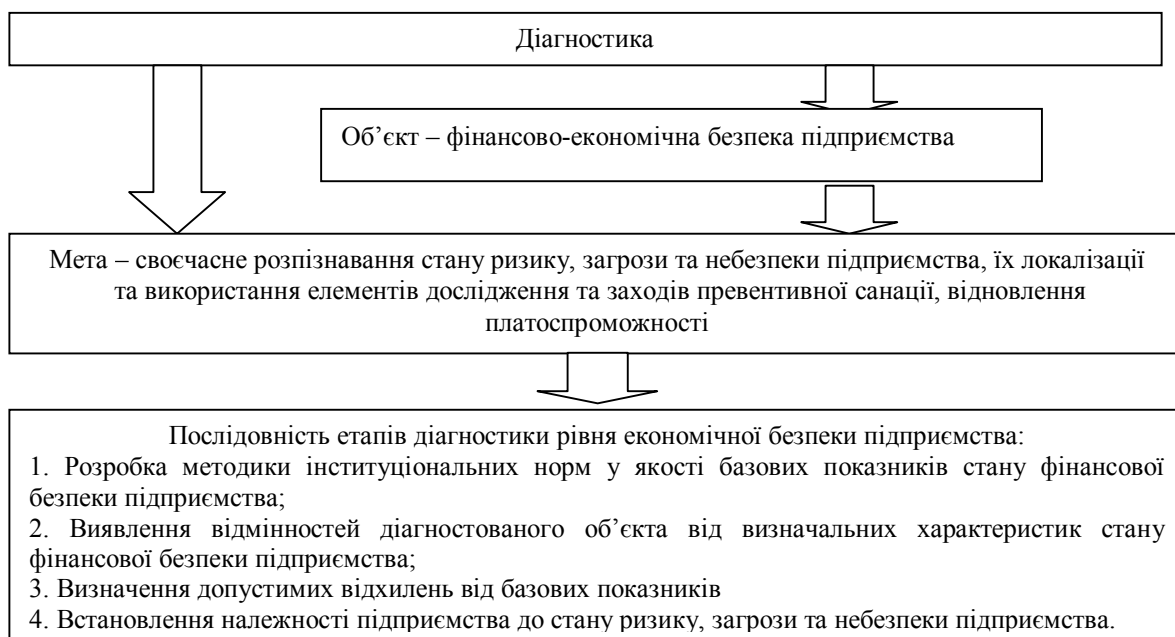 Діагностика
Об’єкт – фінансово-економічна безпека підприємства
Мета – своєчасне розпізнавання стану ризику, загрози та небезпеки підприємства, їх локалізації
та використання елементів дослідження та заходів превентивної санації, відновлення
платоспроможності
Послідовність етапів діагностики рівня економічної безпеки підприємства:
1. Розробка методики інституціональних норм у якості базових показників стану фінансової
безпеки підприємства;
2. Виявлення відмінностей діагностованого об’єкта від визначальних характеристик стану
фінансової безпеки підприємства;
3. Визначення допустимих відхилень від базових показників
4. Встановлення належності підприємства до стану ризику, загрози та небезпеки підприємства.